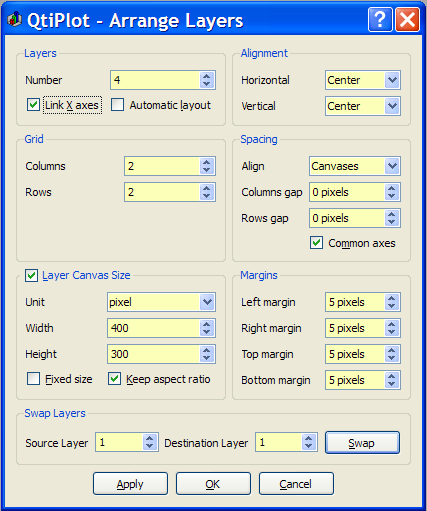 QtiPlot - Arrange Layers
Layers
Number 4
Link X axes Automatic layout
Alignment
Horizontal Center
Vertical Center
Grid
Columns 2
Rows 2
Spacing
Align Canvases
Columns gap 0 pixels
Rows gap 0 pixels
Common axes
Layer Canvas Size
Unit pixel
Width 400
Height 300
Fixed size Keep aspect ratio
Margins
Left margin 5 pixels
Right margin 5 pixels
Top margin 5 pixels
Bottom margin 5 pixels
Swap Layers
Source Layer 1 Destination Layer 1 Swap
Apply OK Cancel